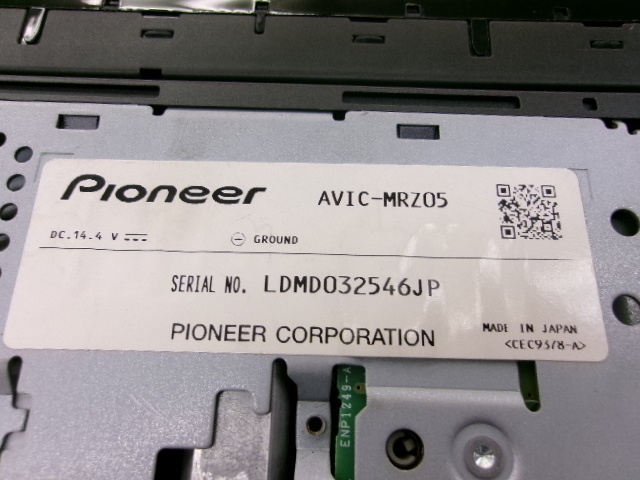 Pioneer
AVIC-MRZ05
DC.14.4 V
GROUND
SERIAL NO. LDMD032546JP
PIONEER CORPORATION
MADE IN JAPAN
<CEC9378-A>
ENP1249-A